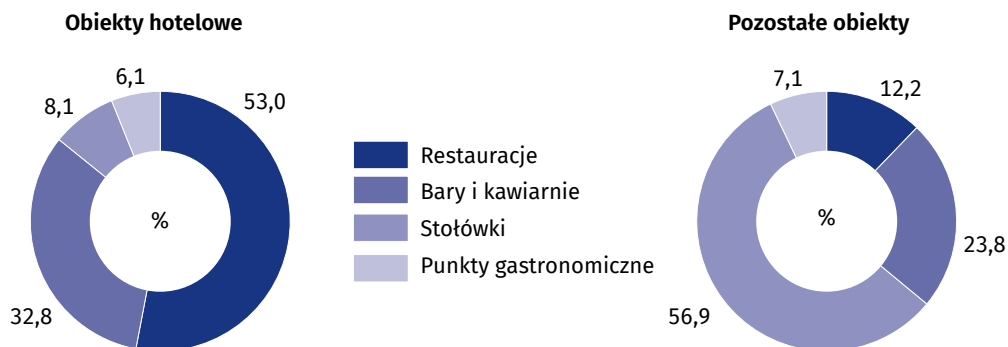 Obiekty hotelowe
6,1
8,1
53,0
%
32,8
Restauracje
Bary i kawiarnie
Stołówki
Punkty gastronomiczne
Pozostałe obiekty
7,1
12,2
%
23,8
56,9